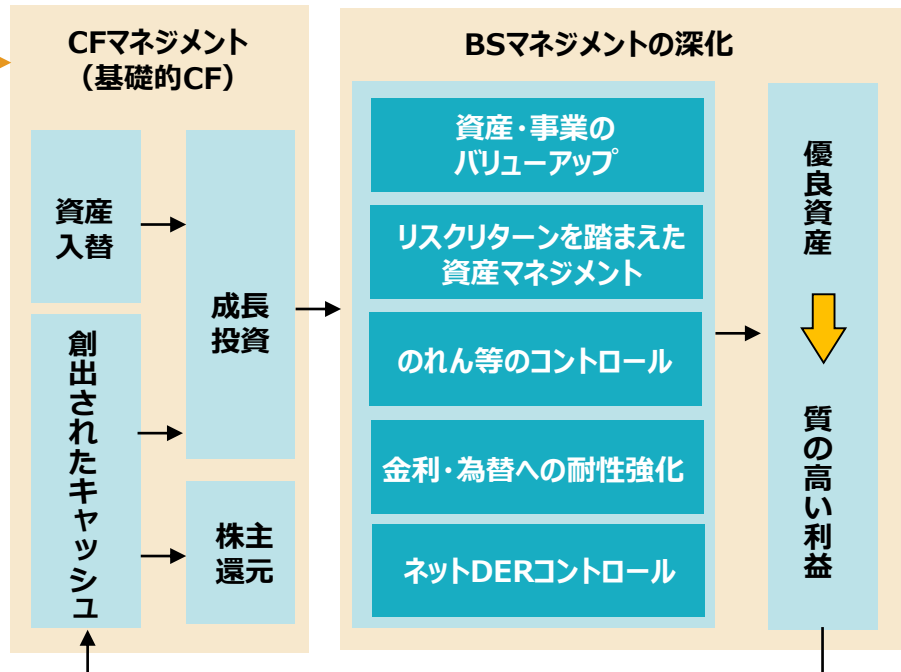 CFマネジメント
（基礎的CF）
資産
入替
創出されたキャッシュ
成長
投資
株主
還元
BSマネジメントの深化
資産・事業の
バリューアップ
リスクリターンを踏まえた
資産マネジメント
のれん等のコントロール
金利・為替への耐性強化
ネットDERコントロール
優良資産
質の高い利益